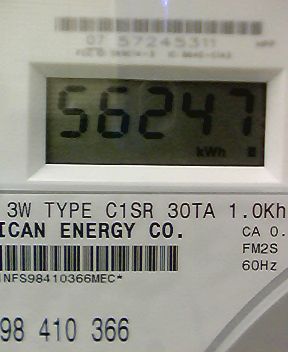 07 57245311
56247
kWh
3W TYPE C1SR 30TA 1.0Kh
ICAN ENERGY CO.
CA 0.
FM2S
60Hz
INFS98410366MEC*
98 410 366